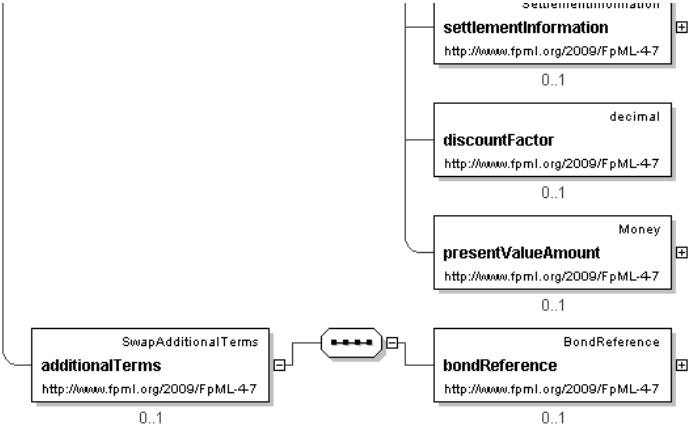 SettlementInformation
settlementInformation
http://www.fpml.org/2009/FpML-4-7
0..1
decimal
discountFactor
http://www.fpml.org/2009/FpML-4-7
0..1
Money
presentValueAmount
http://www.fpml.org/2009/FpML-4-7
0..1
SwapAdditionalTerms
additionalTerms
http://www.fpml.org/2009/FpML-4-7
0..1
BondReference
bondReference
http://www.fpml.org/2009/FpML-4-7
0..1